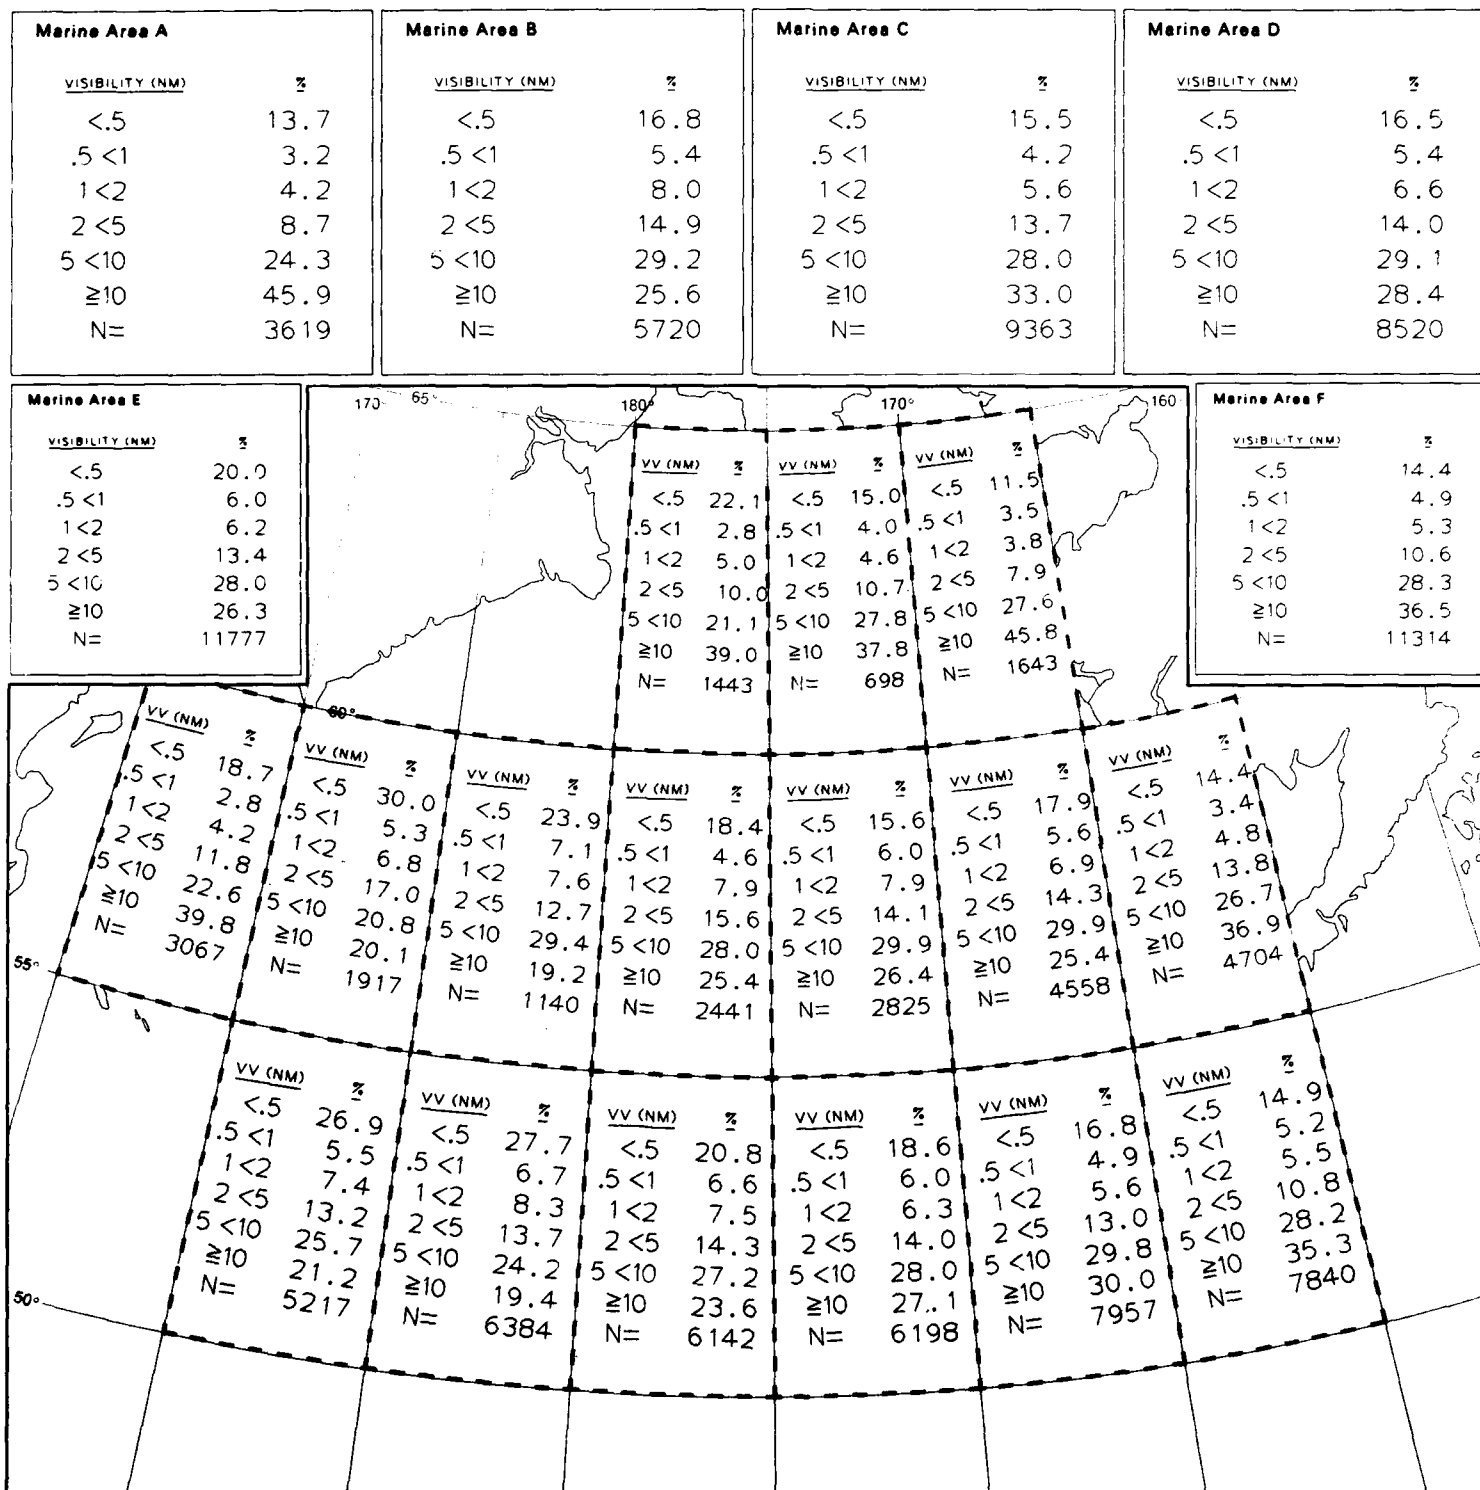 Marine Area A
VISIBILITY (NM) %
<.5 13.7
.5 <1 3.2
1<2 4.2
2 <5 8.7
5 <10 24.3
≧10 45.9
N= 3619
Marine Area B
VISIBILITY (NM) %
<.5 16.8
.5 <1 5.4
1<2 8.0
2 <5 14.9
5 <10 29.2
≧10 25.6
N= 5720
Marine Area C
VISIBILITY (NM) %
<.5 15.5
.5 <1 4.2
1<2 5.6
2 <5 13.7
5 <10 28.0
≧10 33.0
N= 9363
Marine Area D
VISIBILITY (NM) %
<.5 16.5
.5 <1 5.4
1<2 6.6
2 <5 14.0
5 <10 29.1
≧10 28.4
N= 8520
Marine Area E
VISIBILITY (NM) %
<.5 20.0
.5 <1 6.0
1<2 6.2
2 <5 13.4
5 <10 28.0
≧10 26.3
N= 11777
170 65° 180° 170° 160
Marine Area F
VISIBILITY (NM) %
<.5 14.4
.5 <1 4.9
1<2 5.3
2 <5 10.6
5 <10 28.3
≧10 36.5
N= 11314
VV (NM) %
<.5 22.1
.5 <1 2.8
1<2 5.0
2 <5 10.0
5 <10 21.1
≧10 39.0
N= 1443
VV (NM) %
<.5 15.0
.5 <1 4.0
1<2 4.6
2 <5 10.7
5 <10 27.8
≧10 37.8
N= 698
VV (NM) %
<.5 11.5
.5 <1 3.5
1<2 3.8
2 <5 7.9
5 <10 27.6
≧10 45.8
N= 1643
60°
VV (NM) %
<.5 18.7
.5 <1 2.8
1<2 4.2
2 <5 11.8
5 <10 22.6
≧10 39.8
N= 3067
VV (NM) %
<.5 30.0
.5 <1 5.3
1<2 6.8
2 <5 17.0
5 <10 20.8
≧10 20.1
N= 1917
VV (NM) %
<.5 23.9
.5 <1 7.1
1<2 7.6
2 <5 12.7
5 <10 29.4
≧10 19.2
N= 1140
VV (NM) %
<.5 18.4
.5 <1 4.6
1<2 7.9
2 <5 15.6
5 <10 28.0
≧10 25.4
N= 2441
VV (NM) %
<.5 15.6
.5 <1 6.0
1<2 7.9
2 <5 14.1
5 <10 29.9
≧10 26.4
N= 2825
VV (NM) %
<.5 17.9
.5 <1 5.6
1<2 6.9
2 <5 14.3
5 <10 29.9
≧10 25.4
N= 4558
VV (NM) %
<.5 14.4
.5 <1 3.4
1<2 4.8
2 <5 13.8
5 <10 26.7
≧10 36.9
N= 4704
55°
VV (NM) %
<.5 26.9
.5 <1 5.5
1<2 7.4
2 <5 13.2
5 <10 25.7
≧10 21.2
N= 5217
VV (NM) %
<.5 27.7
.5 <1 6.7
1<2 8.3
2 <5 13.7
5 <10 24.2
≧10 19.4
N= 6384
VV (NM) %
<.5 20.8
.5 <1 6.6
1<2 7.5
2 <5 14.3
5 <10 27.2
≧10 23.6
N= 6142
VV (NM) %
<.5 18.6
.5 <1 6.0
1<2 6.3
2 <5 14.0
5 <10 28.0
≧10 27.1
N= 6198
VV (NM) %
<.5 16.8
.5 <1 4.9
1<2 5.6
2 <5 13.0
5 <10 29.8
≧10 30.0
N= 7957
VV (NM) %
<.5 14.9
.5 <1 5.2
1<2 5.5
2 <5 10.8
5 <10 28.2
≧10 35.3
N= 7840
50°